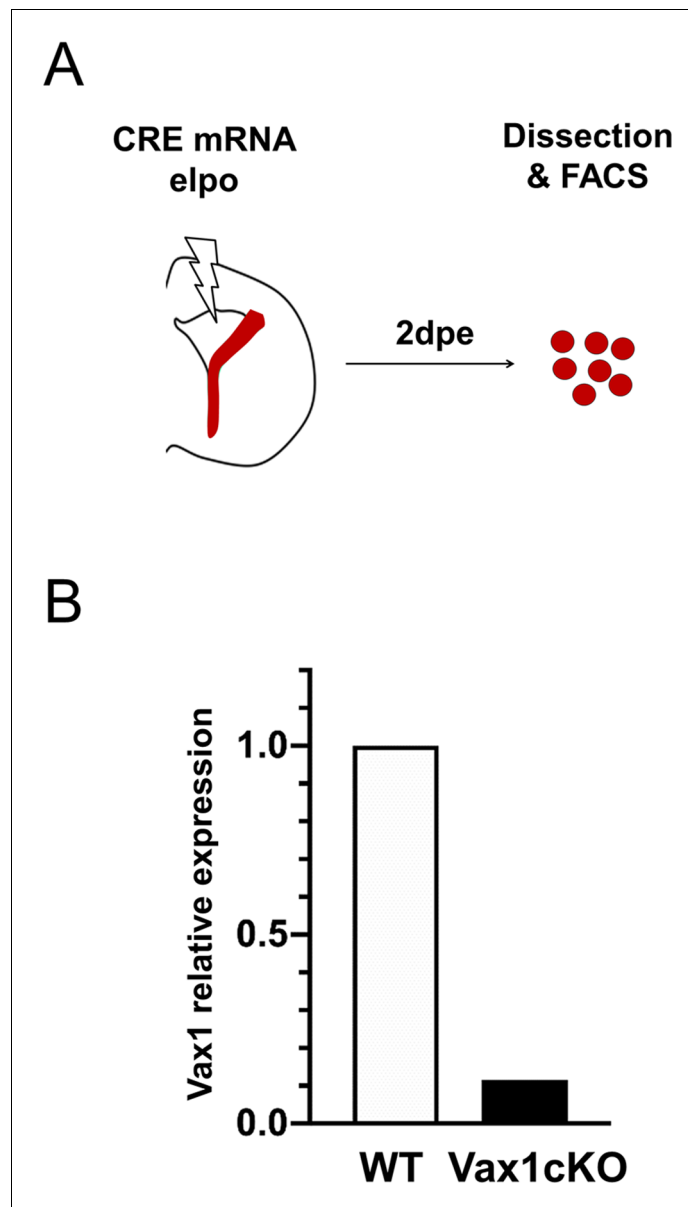 A
CRE mRNA
elpo
Dissection
& FACS
2dpe
B
Vax1 relative expression
1.0
0.5
0.0
WT
Vax1cKO